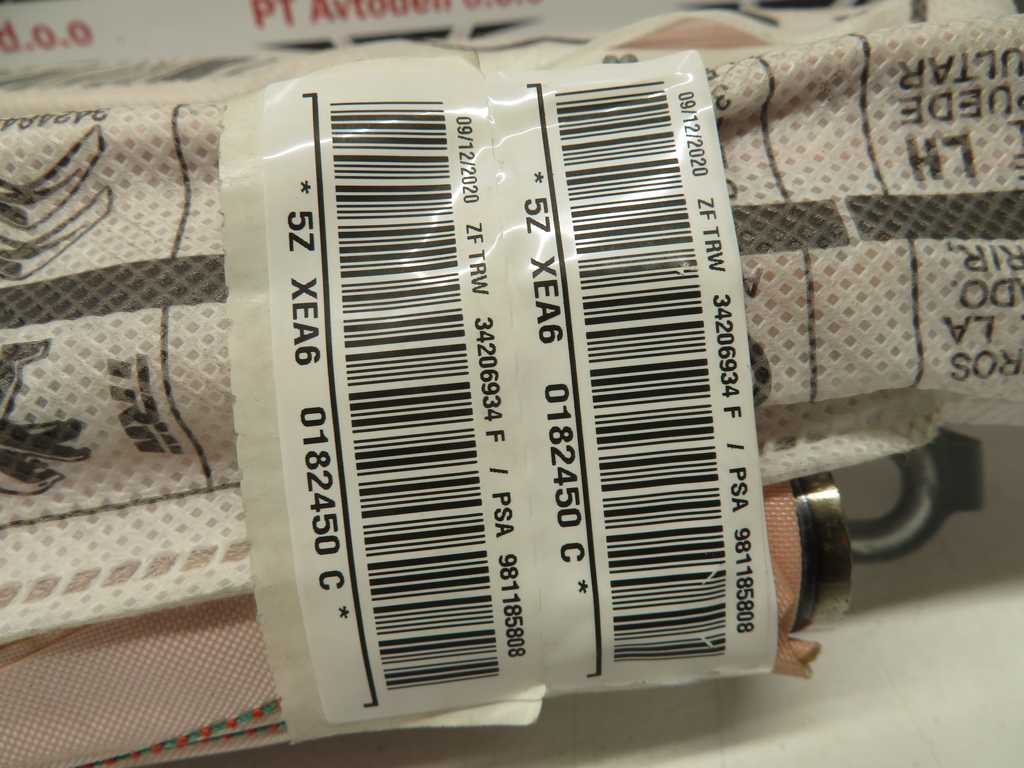 d.o.o
PT Avtodeli d.o.o
09/12/2020 ZF TRW 34206934 F / PSA 981185808
* 5Z XEA6 0182450 C *
09/12/2020 ZF TRW 34206934 F / PSA 981185808
* 5Z XEA6 0182450 C *
ULTAR
PUEDE
LH
RIR,
ADO
LA
ROS